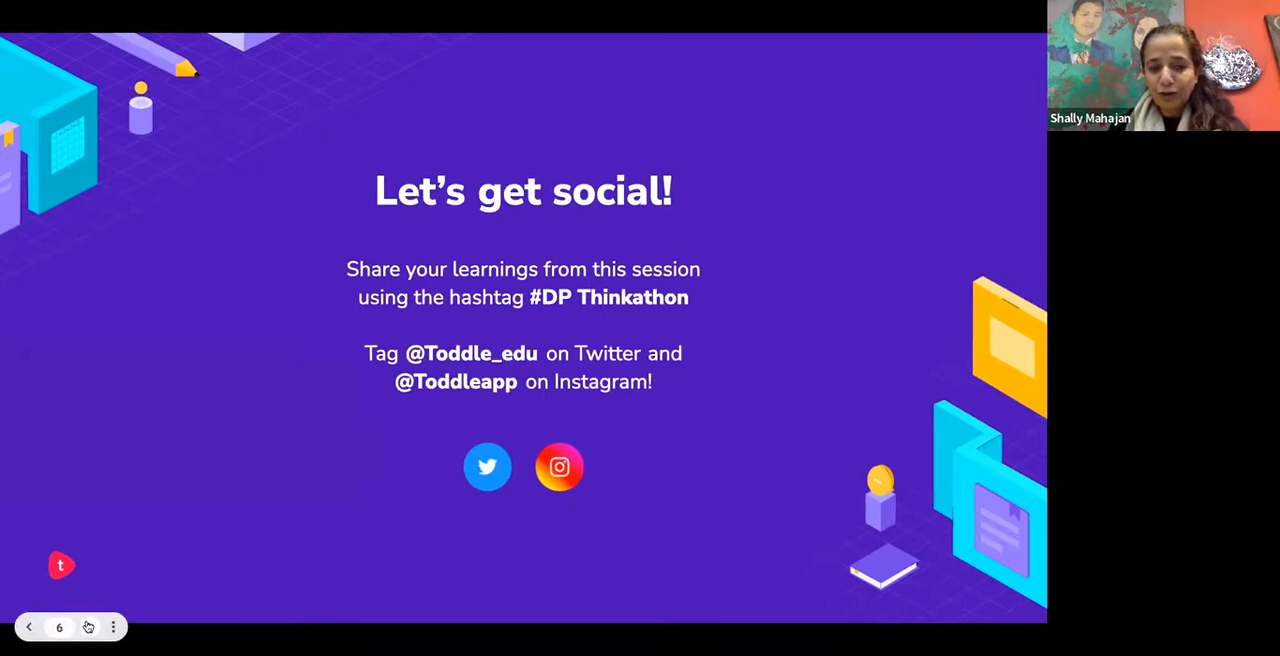 Let's get social!
Share your learnings from this session
using the hashtag #DP Thinkathon
Tag @Toddle_edu on Twitter and
@Toddleapp on Instagram!
t
6
Shally Mahajan